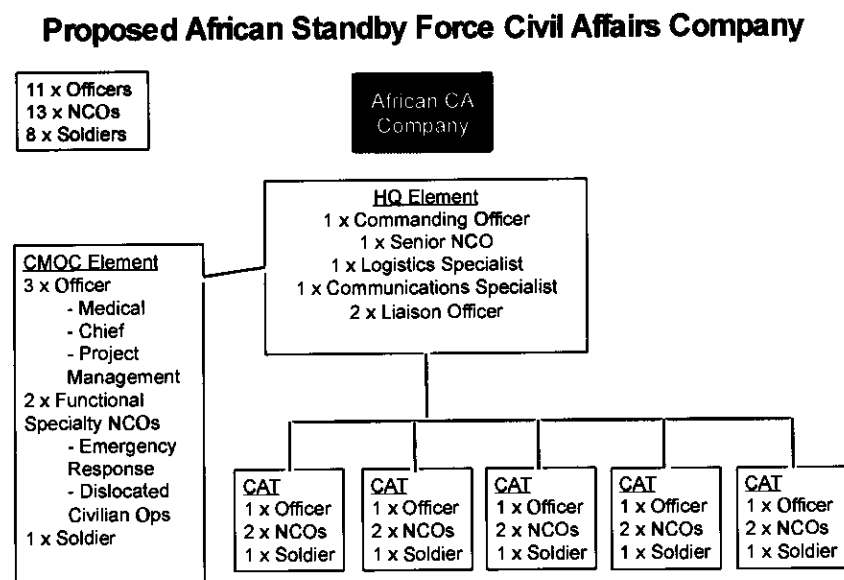 Proposed African Standby Force Civil Affairs Company
11 x Officers
13 x NCOs
8 x Soldiers
African CA
Company
HQ Element
1 x Commanding Officer
1 x Senior NCO
1 x Logistics Specialist
1 x Communications Specialist
2 x Liaison Officer
CMOC Element
3 x Officer
- Medical
- Chief
- Project
Management
2 x Functional
Specialty NCOs
- Emergency
Response
- Dislocated
Civilian Ops
1 x Soldier
CAT
1 x Officer
2 x NCOs
1 x Soldier
CAT
1 x Officer
2 x NCOs
1 x Soldier
CAT
1 x Officer
2 x NCOs
1 x Soldier
CAT
1 x Officer
2 x NCOs
1 x Soldier
CAT
1 x Officer
2 x NCOs
1 x Soldier